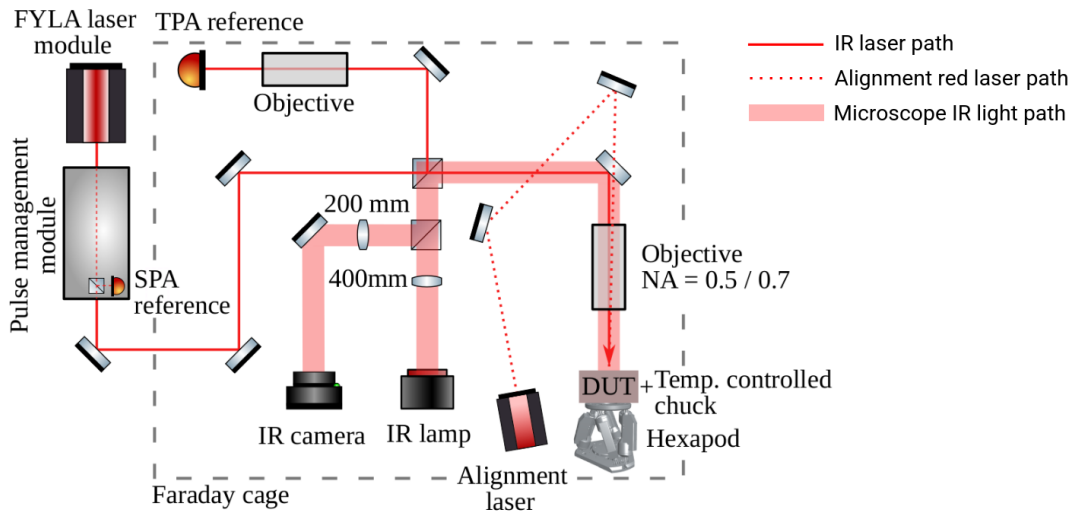 FYLA laser
module
TPA reference
Objective
Pulse management
module
SPA
reference
200 mm
400mm
IR camera
IR lamp
Alignment
laser
Objective
NA = 0.5 / 0.7
DUT
+
Temp. controlled
chuck
Hexapod
Faraday cage
IR laser path
Alignment red laser path
Microscope IR light path